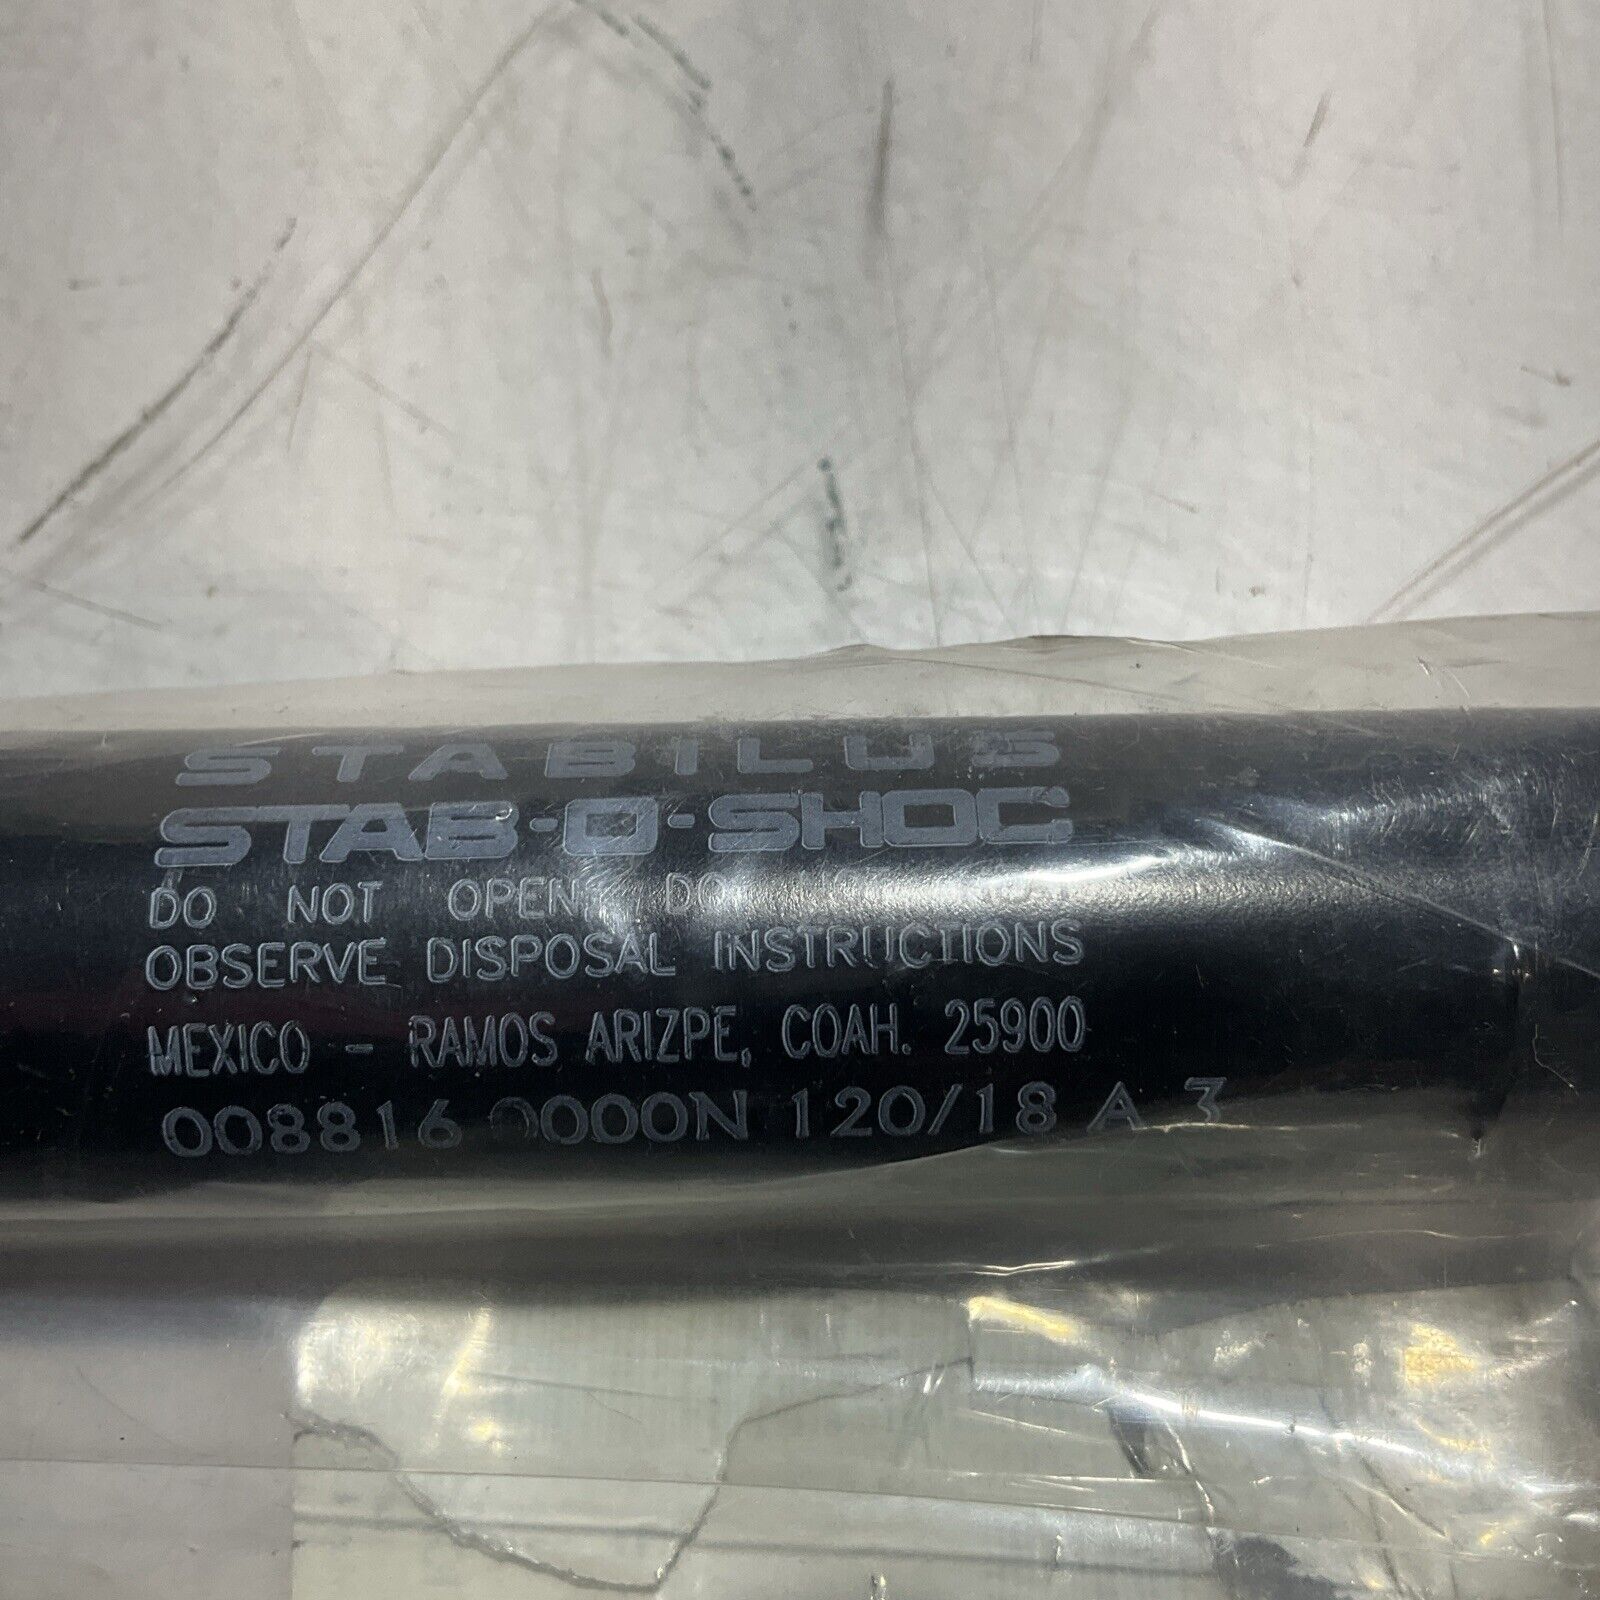 STABILUS
STAB-O-SHOC
DO NOT OPEN, DO
OBSERVE DISPOSAL INSTRUCTIONS
MEXICO - RAMOS ARIZPE, COAH. 25900
008816 0000N 120/18 A 3